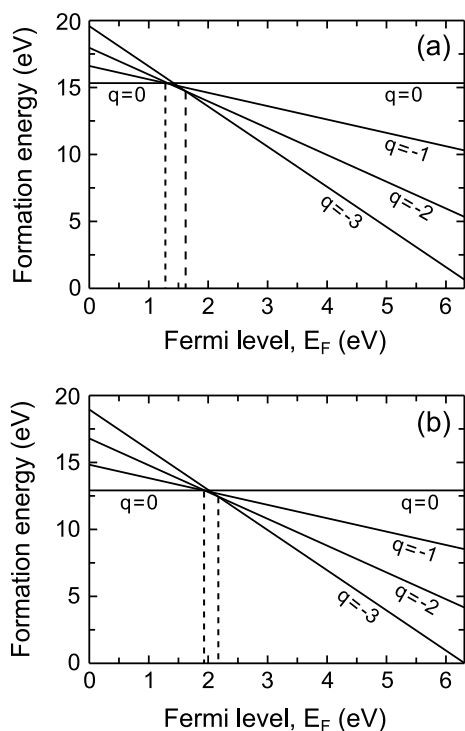 (a)
Formation energy (eV)
20
15
10
5
0
q=0
q=0
q=-1
q=-2
q=-3
0 1 2 3 4 5 6
Fermi level, E_F (eV)
(b)
Formation energy (eV)
20
15
10
5
0
q=0
q=0
q=-1
q=-2
q=-3
0 1 2 3 4 5 6
Fermi level, E_F (eV)